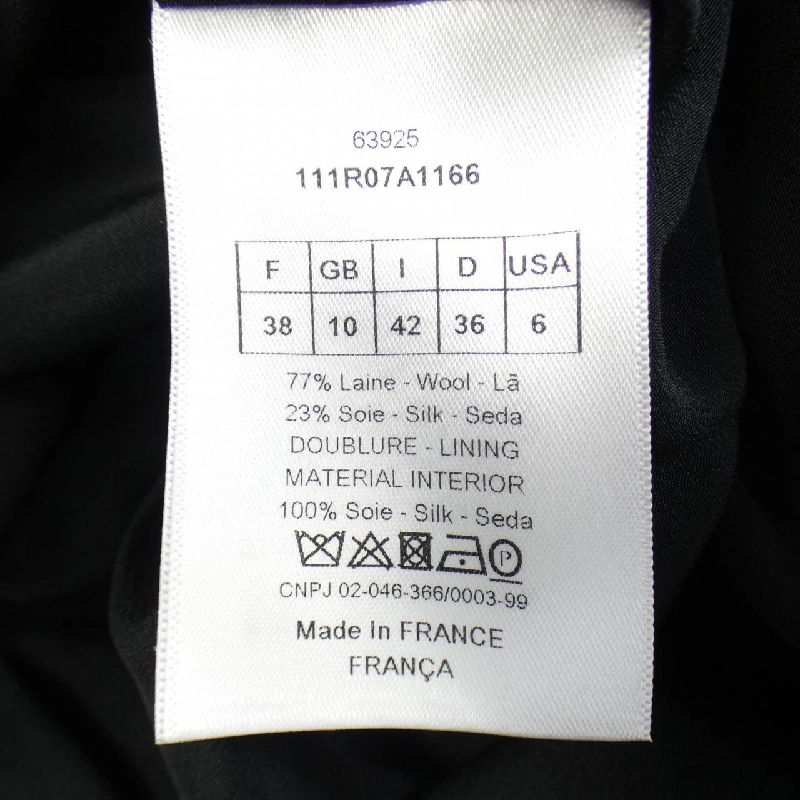 63925
111R07A1166
F GB I D USA
38 10 42 36 6
77% Laine - Wool - Lã
23% Soie - Silk - Seda
DOUBLURE - LINING
MATERIAL INTERIOR
100% Soie - Silk - Seda
P
CNPJ 02-046-366/0003-99
Made in FRANCE
FRANÇA